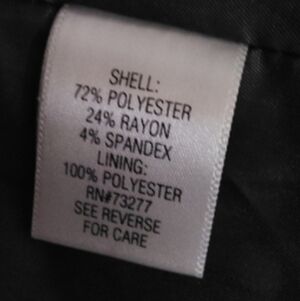 SHELL:
72% POLYESTER
24% RAYON
4% SPANDEX
LINING:
100% POLYESTER
RN#73277
SEE REVERSE
FOR CARE